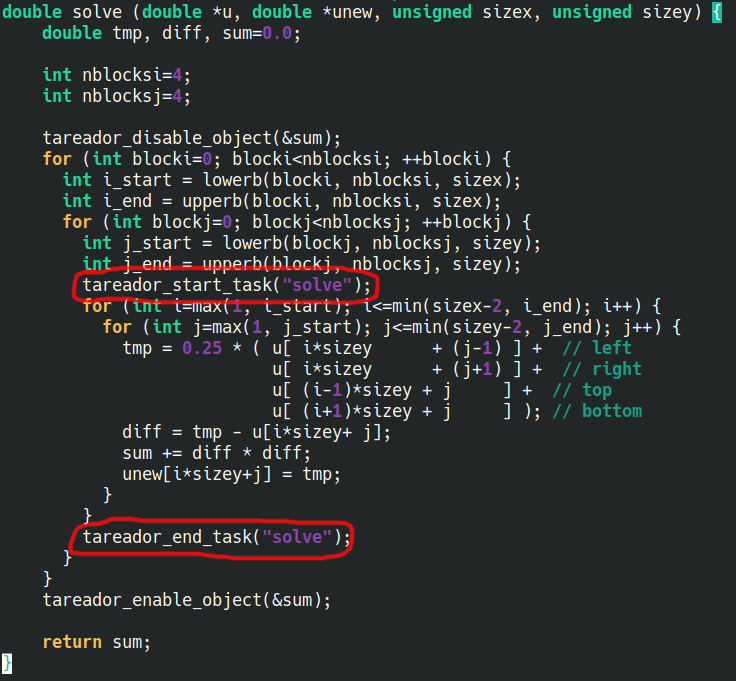 double solve (double *u, double *unew, unsigned sizex, unsigned sizey) {
    double tmp, diff, sum=0.0;

    int nblocksi=4;
    int nblocksj=4;

    tareador_disable_object(&sum);
    for (int blocki=0; blocki<nblocksi; ++blocki) {
      int i_start = lowerb(blocki, nblocksi, sizex);
      int i_end = upperb(blocki, nblocksi, sizex);
      for (int blockj=0; blockj<nblocksj; ++blockj) {
        int j_start = lowerb(blockj, nblocksj, sizey);
        int j_end = upperb(blockj, nblocksj, sizey);
        tareador_start_task("solve");
        for (int i=max(1, i_start); i<=min(sizex-2, i_end); i++) {
          for (int j=max(1, j_start); j<=min(sizey-2, j_end); j++) {
            tmp = 0.25 * ( u[ i*sizey      + (j-1) ] +  // left
                           u[ i*sizey      + (j+1) ] +  // right
                           u[ (i-1)*sizey + j     ] +  // top
                           u[ (i+1)*sizey + j     ] ); // bottom
            diff = tmp - u[i*sizey+ j];
            sum += diff * diff;
            unew[i*sizey+j] = tmp;
          }
        }
        tareador_end_task("solve");
      }
    }
    tareador_enable_object(&sum);

    return sum;
}